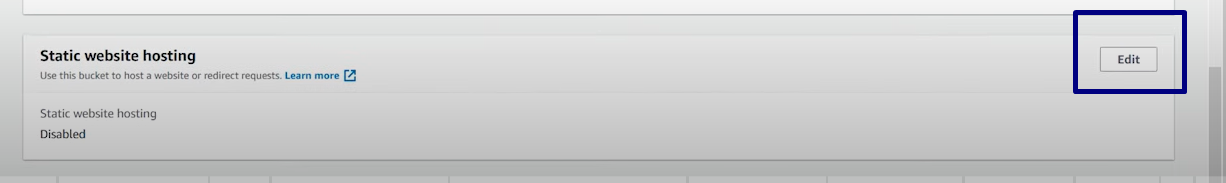 Static website hosting
Edit
Use this bucket to host a website or redirect requests. Learn more
Static website hosting
Disabled